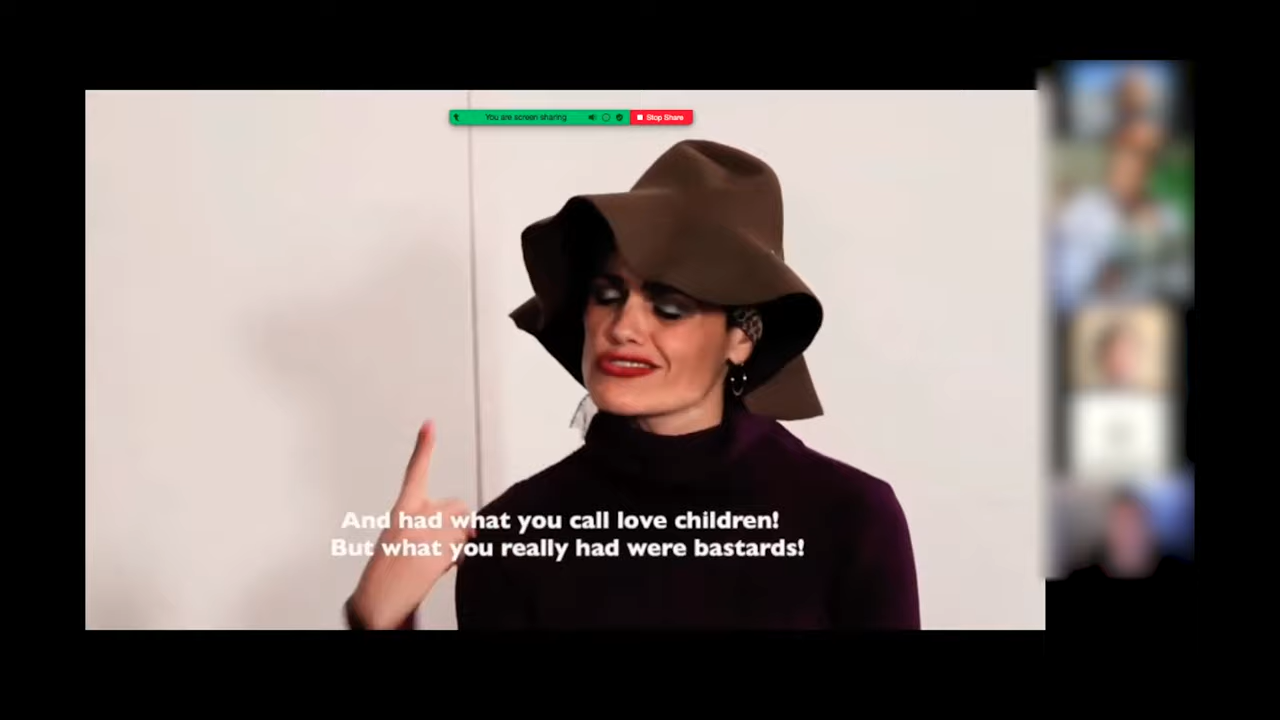 You are screen sharing
Stop Share
And had what you call love children!
But what you really had were bastards!